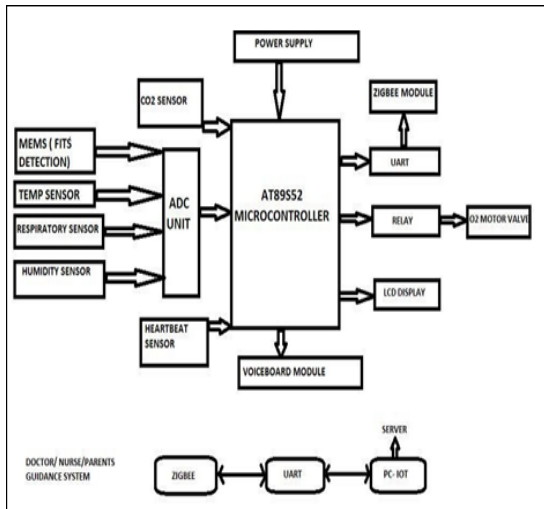 POWER SUPPLY
CO2 SENSOR
ZIGBEE MODULE
MEMS ( FITS
DETECTION)
TEMP SENSOR
RESPIRATORY SENSOR
HUMIDITY SENSOR
ADC
UNIT
AT89S52
MICROCONTROLLER
UART
RELAY
O2 MOTOR VALVE
LCD DISPLAY
HEARTBEAT
SENSOR
VOICEBOARD MODULE
SERVER
DOCTOR/ NURSE/PARENTS
GUIDANCE SYSTEM
ZIGBEE
UART
PC- IOT